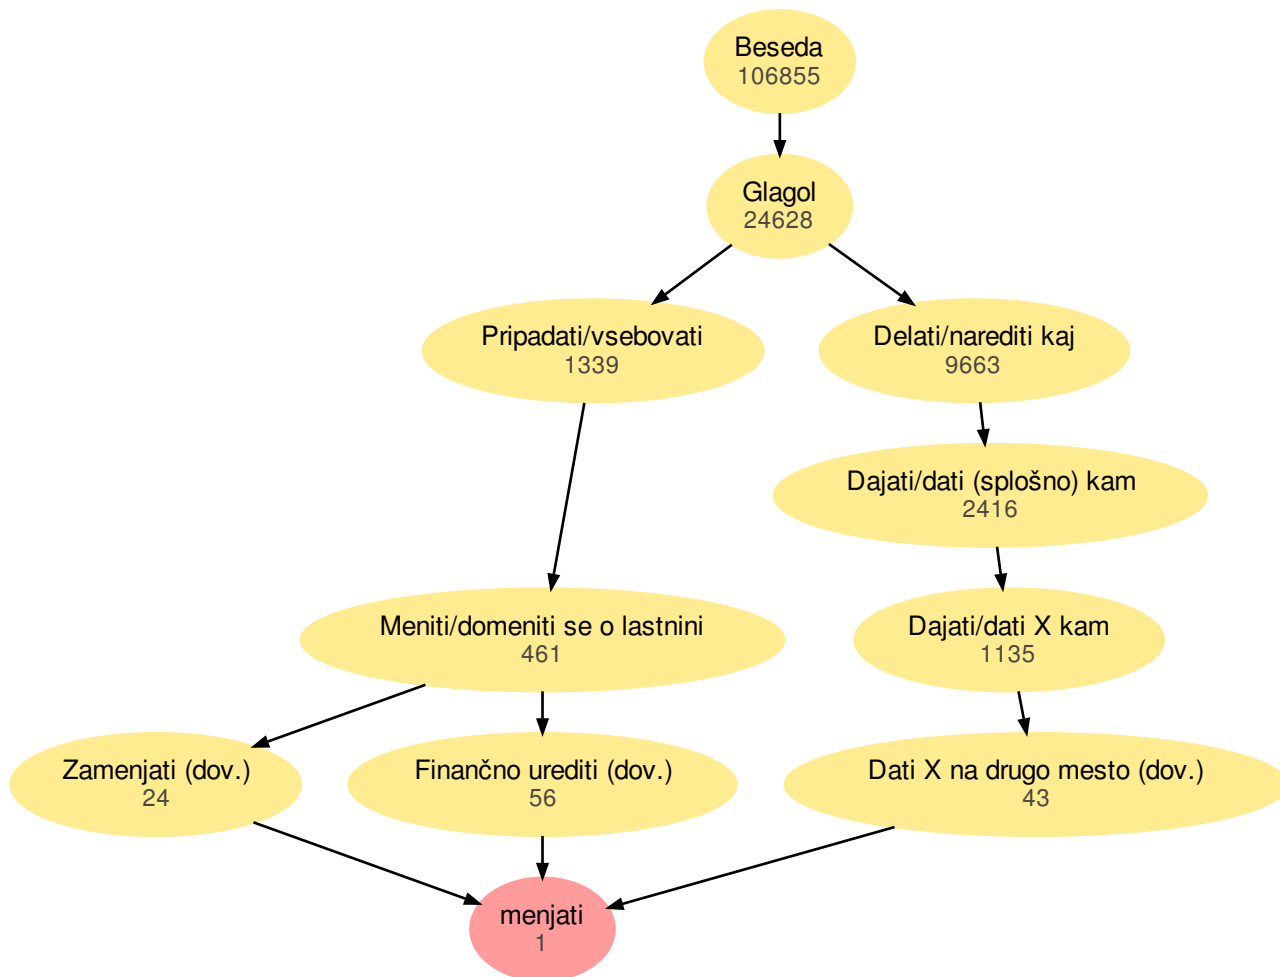 Beseda
106855
Glagol
24628
Pripadati/vsebovati
1339
Delati/narediti kaj
9663
Dajati/dati (splošno) kam
2416
Meniti/domeniti se o lastnini
461
Dajati/dati X kam
1135
Zamenjati (dov.)
24
Finančno urediti (dov.)
56
Dati X na drugo mesto (dov.)
43
menjati
1